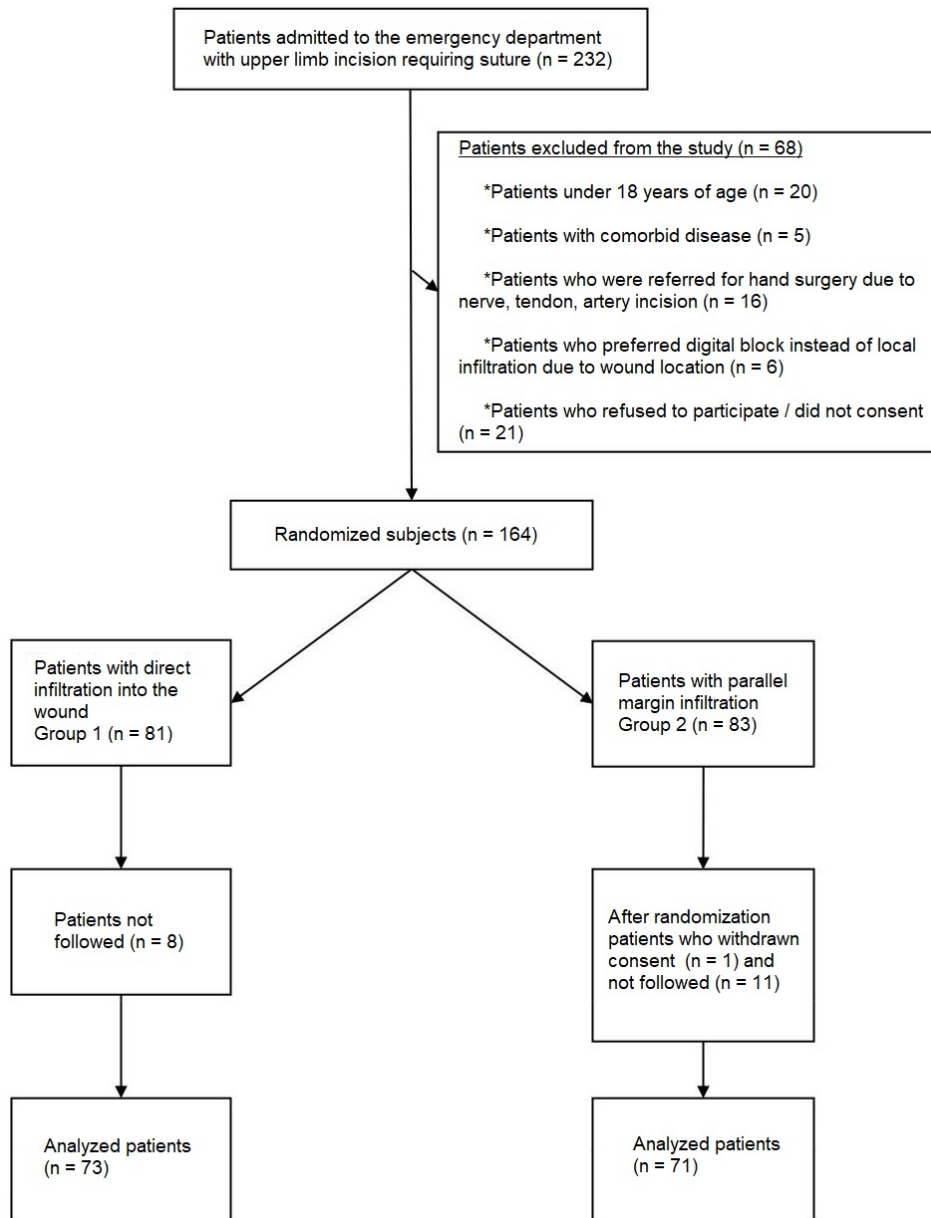 Patients admitted to the emergency department
with upper limb incision requiring suture (n = 232)
Patients excluded from the study (n = 68)
*Patients under 18 years of age (n = 20)
*Patients with comorbid disease (n = 5)
*Patients who were referred for hand surgery due to
nerve, tendon, artery incision (n = 16)
*Patients who preferred digital block instead of local
infiltration due to wound location (n = 6)
*Patients who refused to participate / did not consent
(n = 21)
Randomized subjects (n = 164)
Patients with direct
infiltration into the
wound
Group 1 (n = 81)
Patients with parallel
margin infiltration
Group 2 (n = 83)
Patients not
followed (n = 8)
After randomization
patients who withdrawn
consent (n = 1) and
not followed (n = 11)
Analyzed patients
(n = 73)
Analyzed patients
(n = 71)